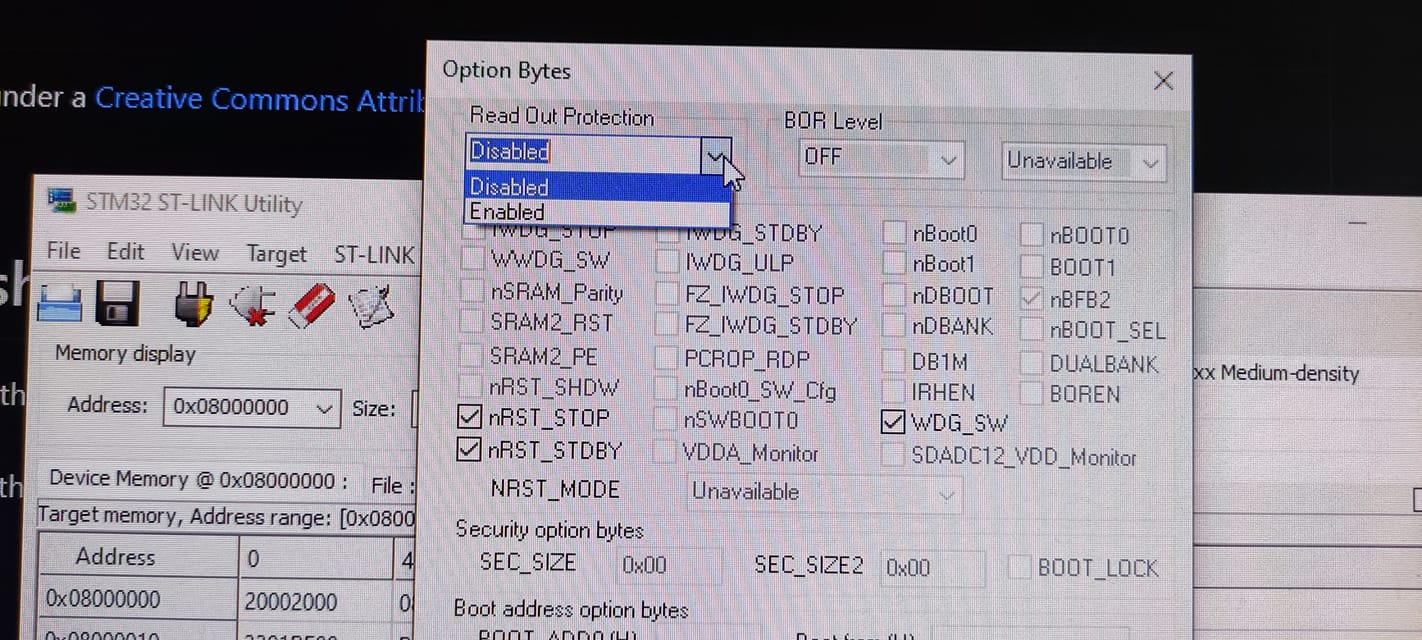 under a Creative Commons Attrib
Option Bytes
Read Out Protection
Disabled
Disabled
Enabled
BOR Level
OFF
Unavailable
IWDG_STOP
IWDG_STDBY
nBoot0
nBOOT0
WWDG_SW
IWDG_ULP
nBoot1
BOOT1
nSRAM_Parity
FZ_IWDG_STOP
nDBOOT
nBFB2
SRAM2_RST
FZ_IWDG_STDBY
nDBANK
nBOOT_SEL
SRAM2_PE
PCROP_RDP
DB1M
DUALBANK
nRST_SHDW
nBoot0_SW_Cfg
IRHEN
BOREN
nRST_STOP
nSWBOOT0
WDG_SW
nRST_STDBY
VDDA_Monitor
SDADC12_VDD_Monitor
NRST_MODE
Unavailable
Security option bytes
SEC_SIZE
0x00
SEC_SIZE2
0x00
BOOT_LOCK
Boot address option bytes
BOOT_ADD0 (H)
Boot from (H)
STM32 ST-LINK Utility
File Edit View Target ST-LINK
Memory display
Address: 0x08000000 Size:
xx Medium-density
Device Memory @ 0x08000000 : File :
Target memory, Address range: [0x0800
Address 0 4
0x08000000 20002000 0
0x08000010
sh
th
th